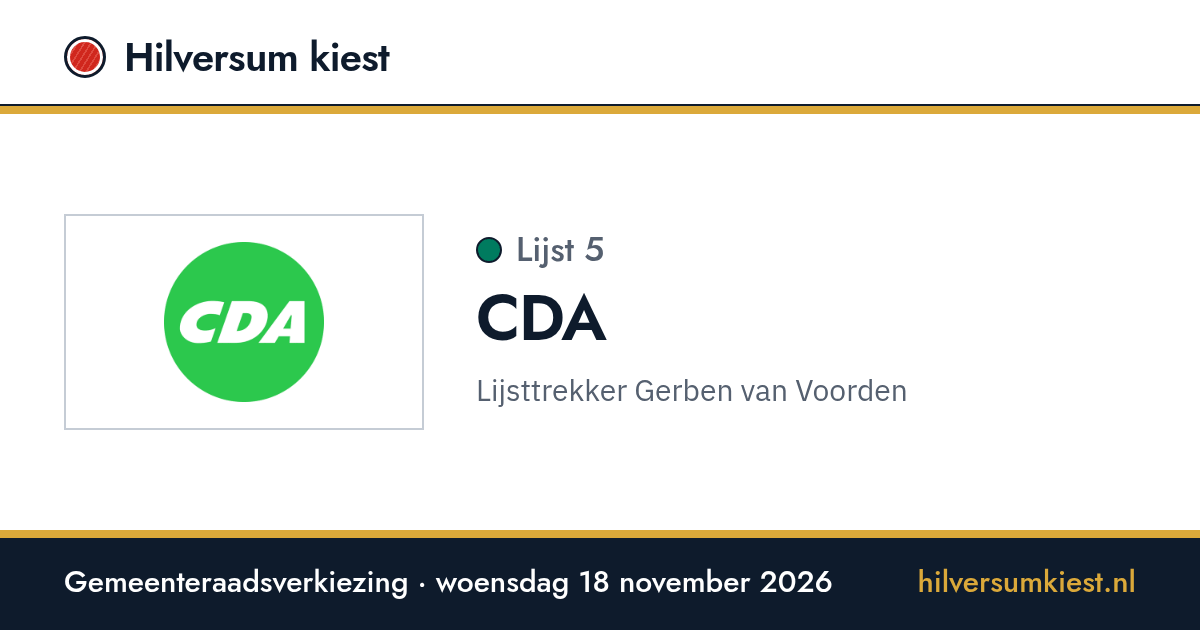 Hilversum kiest
CDA
Lijst 5
CDA
Lijsttrekker Gerben van Voorden
Gemeenteraadsverkiezing · woensdag 18 november 2026
hilversumkiest.nl